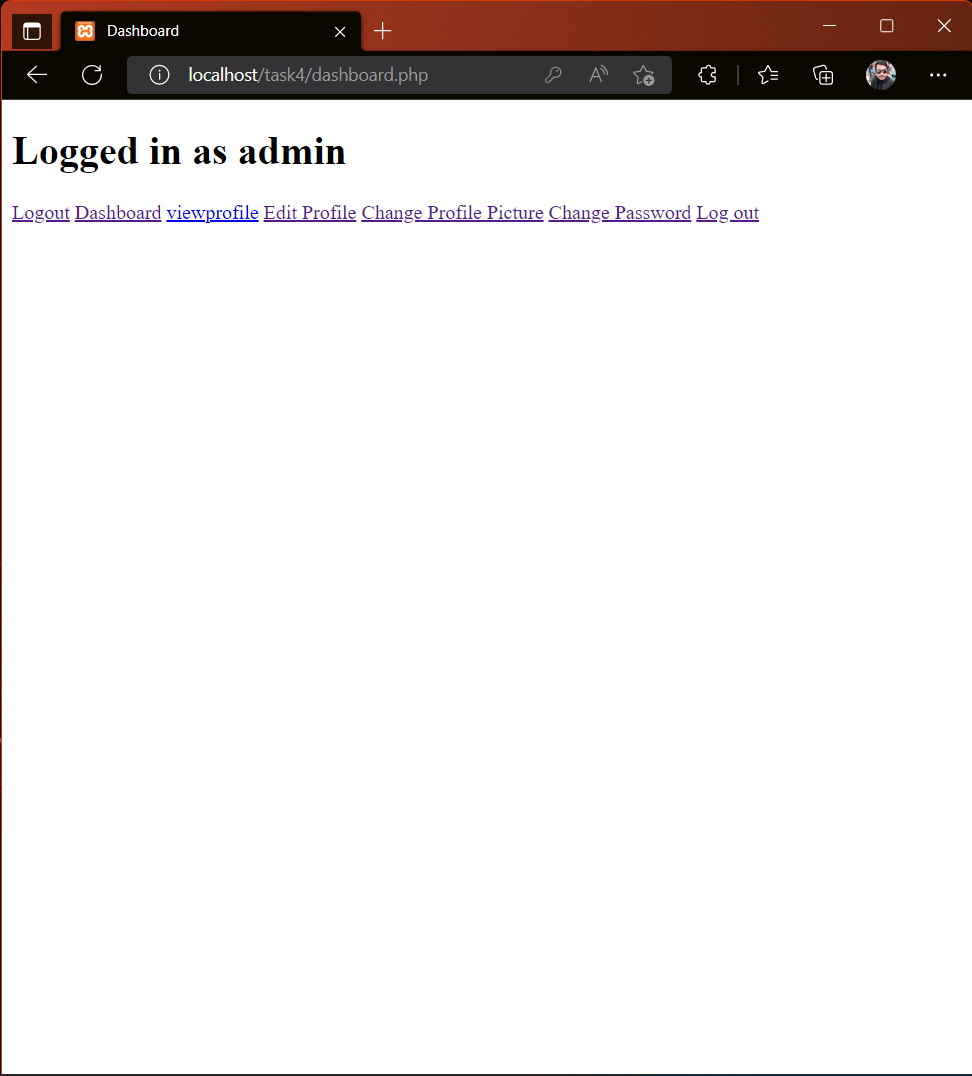 Dashboard
localhost/task4/dashboard.php
Logged in as admin
Logout Dashboard viewprofile Edit Profile Change Profile Picture Change Password Log out